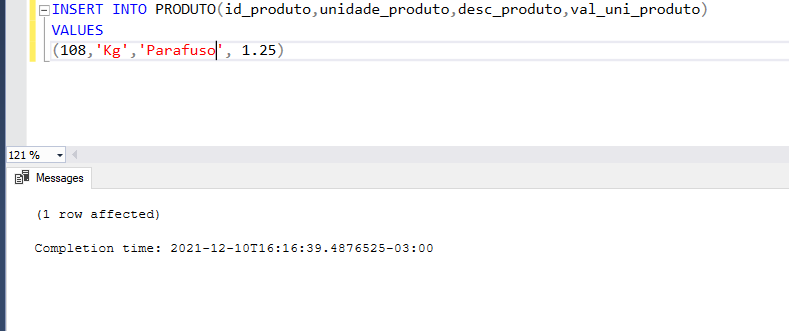 INSERT INTO PRODUTO(id_produto,unidade_produto,desc_produto,val_uni_produto)
VALUES
(108,'Kg','Parafuso', 1.25)
121 %
Messages
(1 row affected)
Completion time: 2021-12-10T16:16:39.4876525-03:00